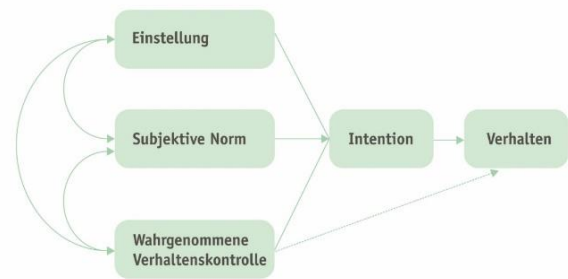 Einstellung
Subjektive Norm
Intention
Verhalten
Wahrgenommene
Verhaltenskontrolle